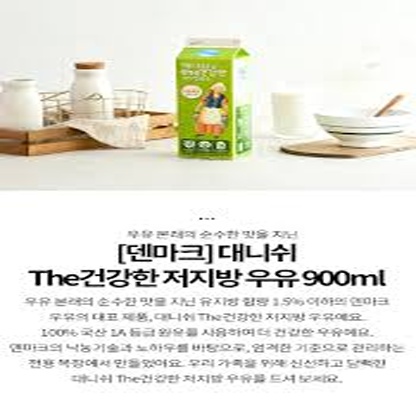 The건강한
우유 본래의 순수한 맛을 지닌
[덴마크] 대니쉬
The건강한 저지방 우유 900ml
우유 본래의 순수한 맛을 지닌 유지방 함량 1.5% 이하의 덴마크
우유의 대표 제품, 대니쉬 The건강한 저지방 우유예요.
100% 국산 1A 등급 원유를 사용하여 더 건강한 우유예요.
덴마크의 낙농기술과 노하우를 바탕으로, 엄격한 기준으로 관리하는
전용 목장에서 만들었어요. 우리 가족을 위해 신선하고 담백한
대니쉬 The건강한 저지방 우유를 드셔 보세요.